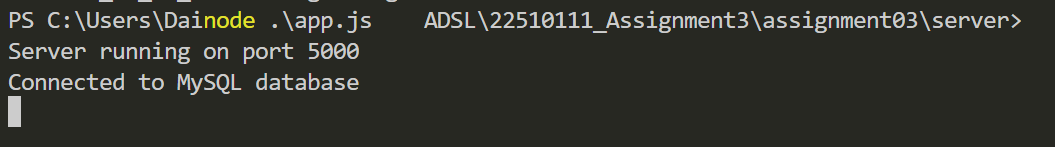 PS C:\Users\Dainode .\app.js    ADSL\22510111_Assignment3\assignment03\server>
Server running on port 5000
Connected to MySQL database